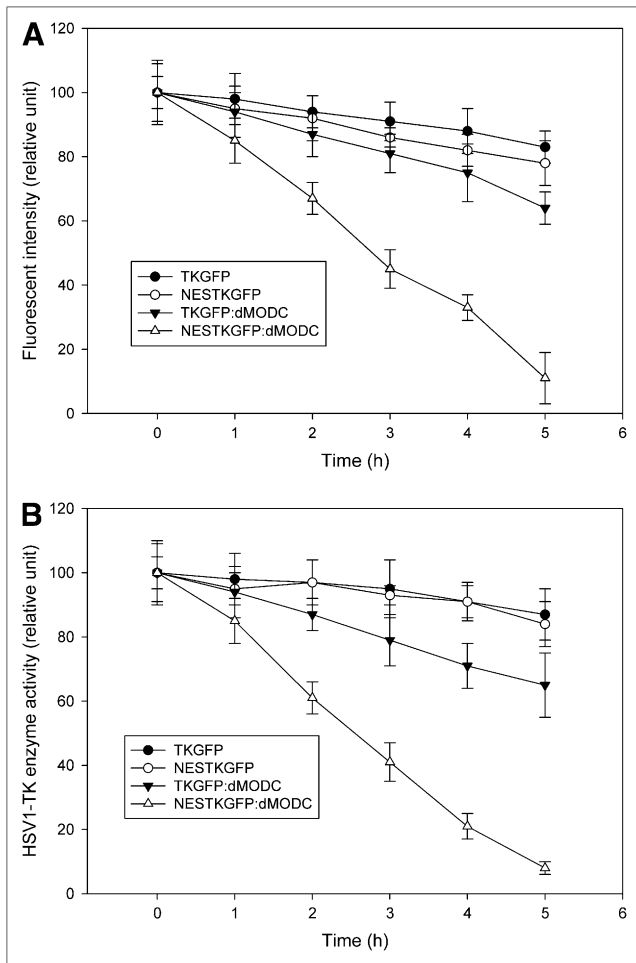 A
120
100
80
60
40
20
0
Fluorescent intensity (relative unit)
TKGFP
NESTKGFP
TKGFP:dMODC
NESTKGFP:dMODC
0 1 2 3 4 5 6
Time (h)
B
120
100
80
60
40
20
0
HSV1-TK enzyme activity (relative unit)
TKGFP
NESTKGFP
TKGFP:dMODC
NESTKGFP:dMODC
0 1 2 3 4 5 6
Time (h)